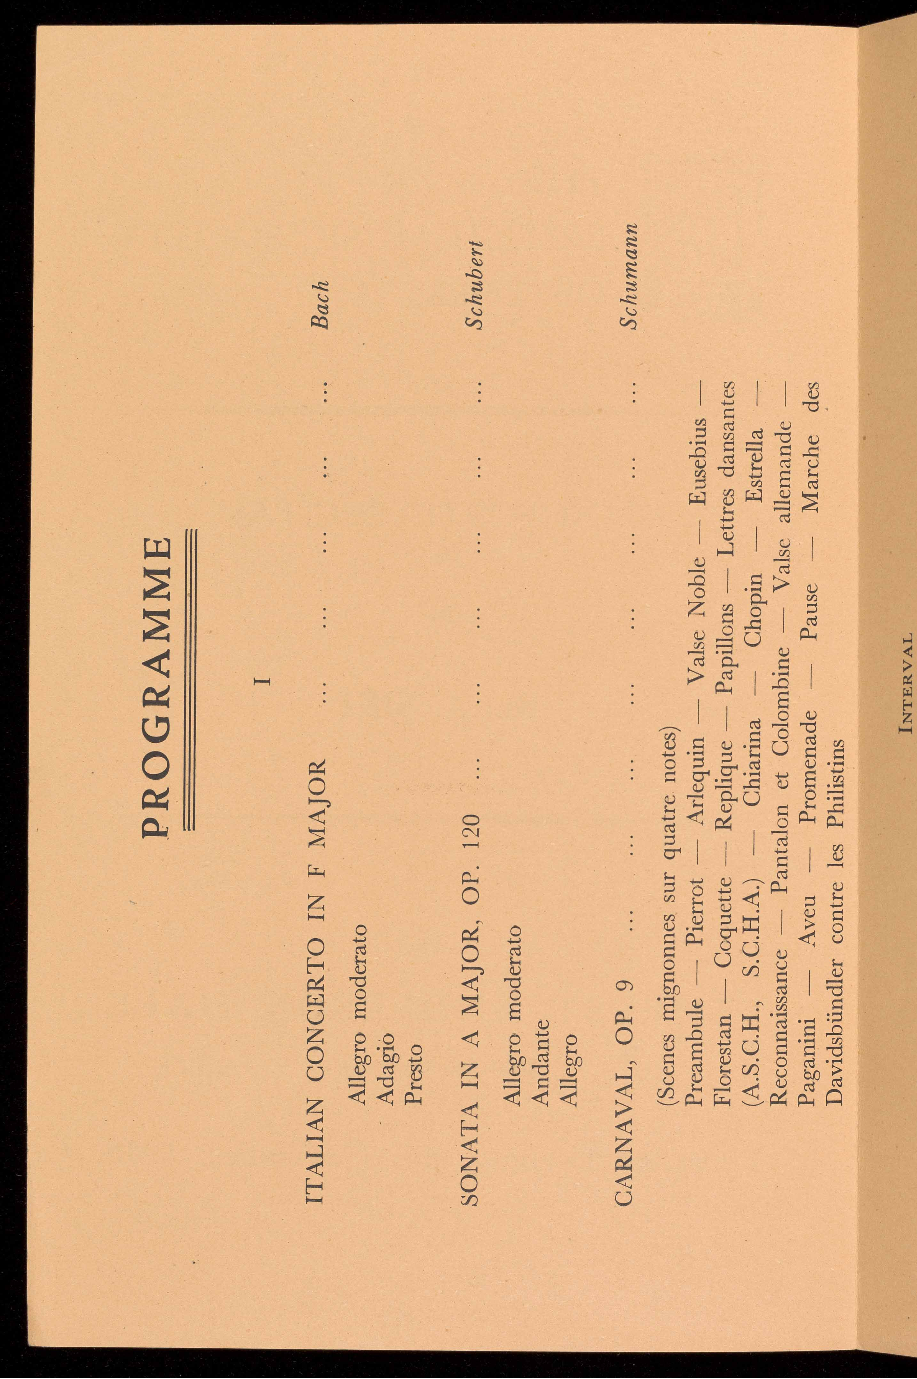 PROGRAMME
I
ITALIAN CONCERTO IN F MAJOR ... ... ... ... ... Bach
Allegro moderato
Adagio
Presto
SONATA IN A MAJOR, OP. 120 ... ... ... ... ... ... Schubert
Allegro moderato
Andante
Allegro
CARNAVAL, OP. 9 ... ... ... ... ... ... ... ... Schumann
(Scenes mignonnes sur quatre notes)
Preambule — Pierrot — Arlequin — Valse Noble — Eusebius —
Florestan — Coquette — Replique — Papillons — Lettres dansantes
(A.S.C.H., S.C.H.A.) — Chiarina — Chopin — Estrella —
Reconnaissance — Pantalon et Colombine — Valse allemande —
Paganini — Aveu — Promenade — Pause — Marche des
Davidsbündler contre les Philistins
INTERVAL